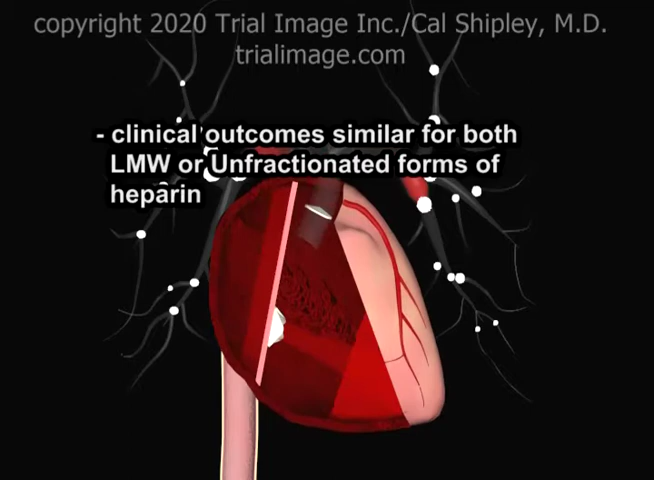 copyright 2020 Trial Image Inc./Cal Shipley, M.D.
trialimage.com
- clinical outcomes similar for both
LMW or Unfractionated forms of
heparin